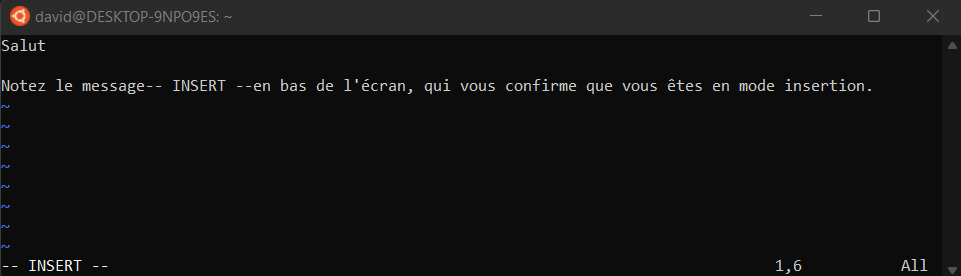 david@DESKTOP-9NPO9ES: ~
Salut
Notez le message-- INSERT --en bas de l'écran, qui vous confirme que vous êtes en mode insertion.
~
~
~
~
~
~
~
~
-- INSERT -- 1,6 All